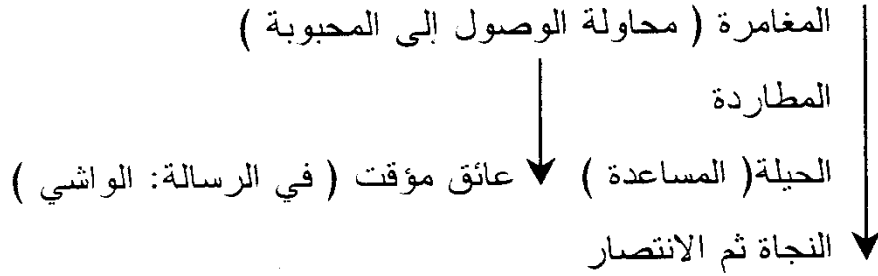 المغامرة ( محاولة الوصول إلى المحبوبة )
المطاردة
الحيلة( المساعدة ) عائق مؤقت ( في الرسالة: الواشي )
النجاة ثم الانتصار